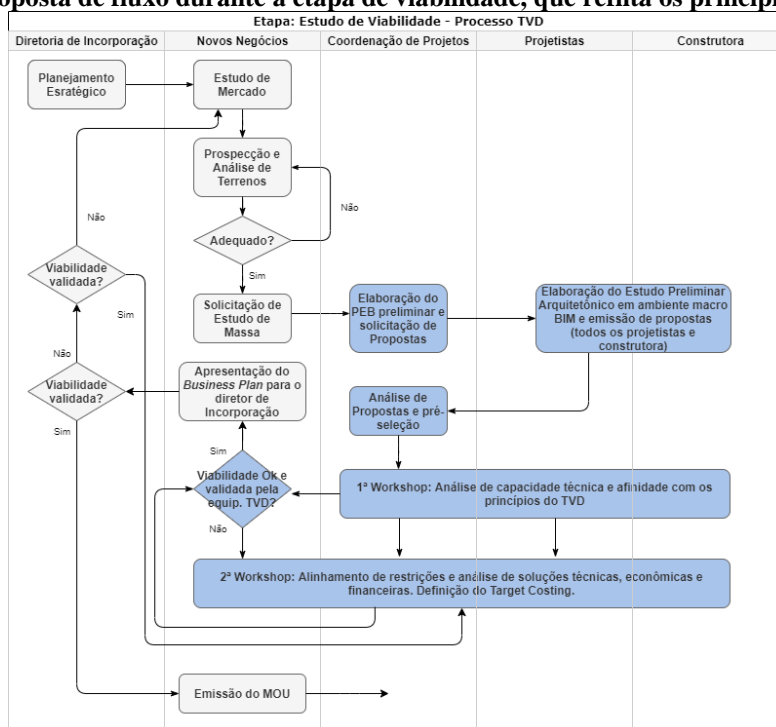 oposta de fluxo durante a etapa de viabilidade, que reflita os princípi
Etapa: Estudo de Viabilidade - Processo TVD
Diretoria de Incorporação
Novos Negócios
Coordenação de Projetos
Projetistas
Construtora
Planejamento
Esratégico
Estudo de
Mercado
Prospecção e
Análise de
Terrenos
Não
Adequado?
Não
Sim
Viabilidade
validada?
Sim
Solicitação de
Estudo de
Massa
Elaboração do
PEB preliminar e
solicitação de
Propostas
Elaboração do Estudo Preliminar
Arquitetônico em ambiente macro
BIM e emissão de propostas
(todos os projetistas e
construtora)
Não
Viabilidade
validada?
Sim
Apresentação do
Business Plan para o
diretor de
Incorporação
Análise de
Propostas e pré-
seleção
Sim
Viabilidade Ok e
validada pela
equip. TVD?
Não
1ª Workshop: Análise de capacidade técnica e afinidade com os
princípios do TVD
2ª Workshop: Alinhamento de restrições e análise de soluções técnicas, econômicas e
financeiras. Definição do Target Costing.
Emissão do MOU